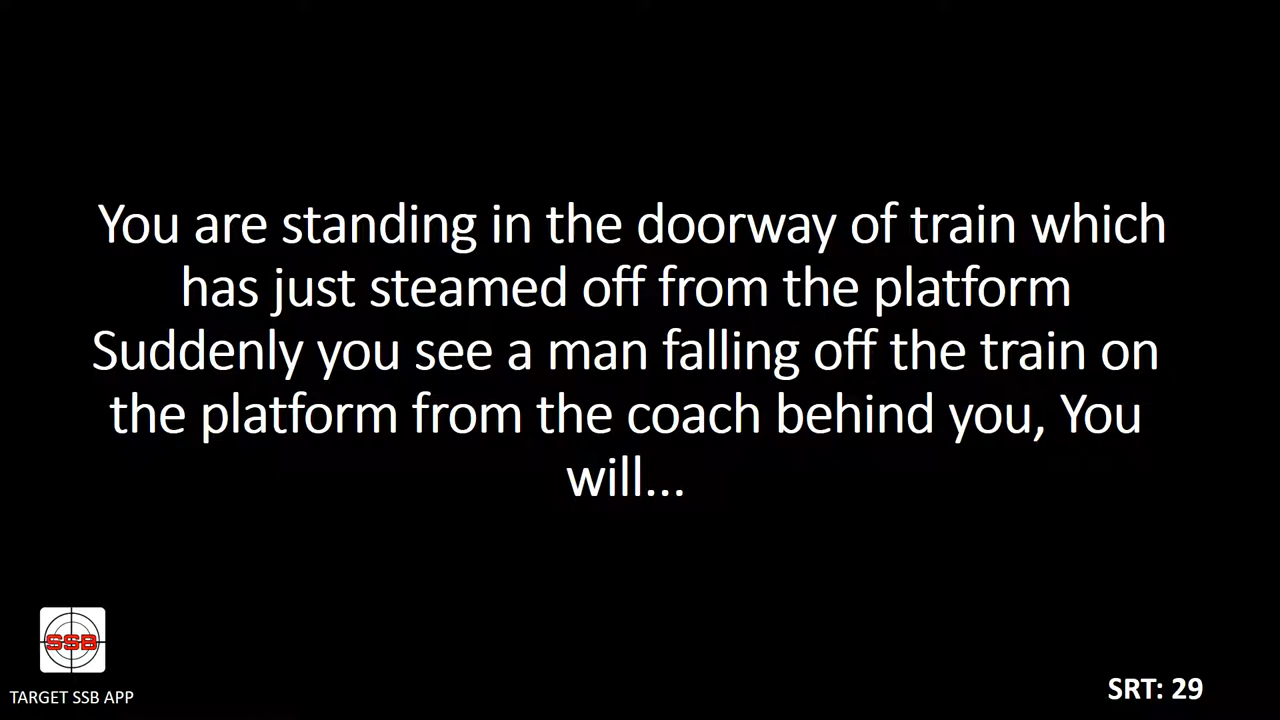 You are standing in the doorway of train which
has just steamed off from the platform
Suddenly you see a man falling off the train on
the platform from the coach behind you, You
will...
SSB
TARGET SSB APP
SRT: 29